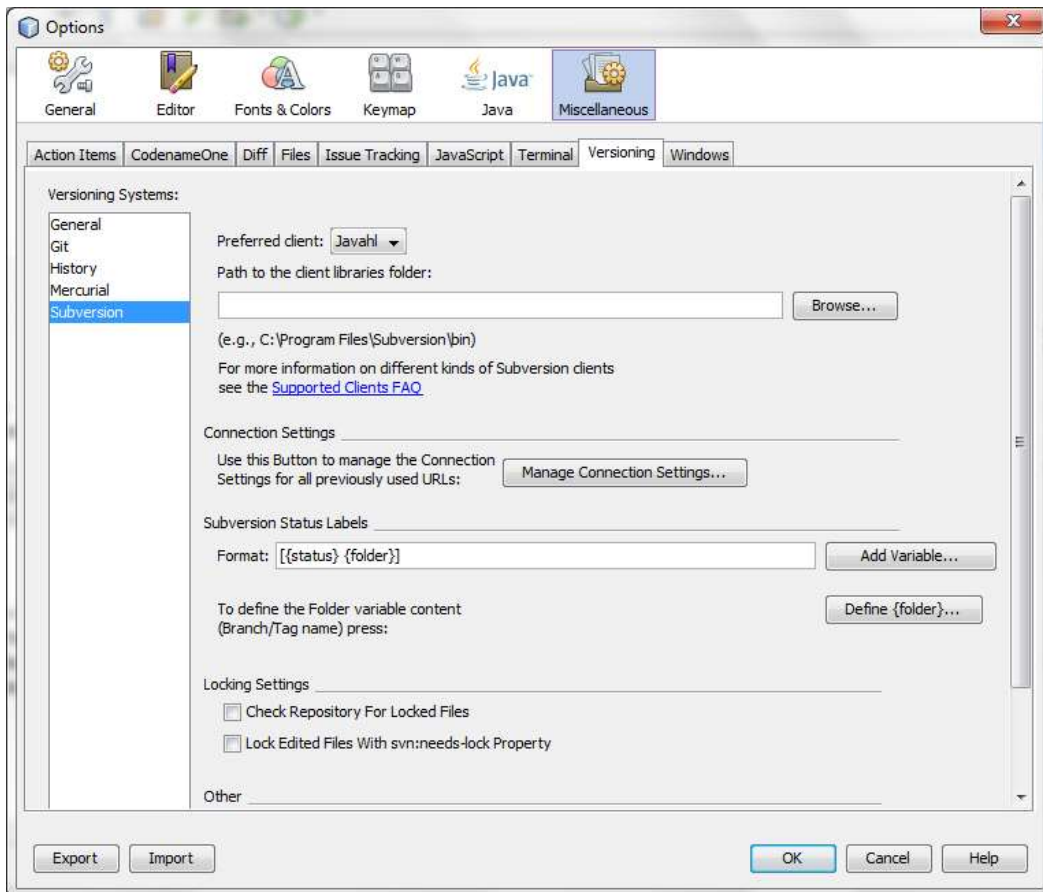 Options
General
Editor
Fonts & Colors
Keymap
Java
Java
Miscellaneous
Action Items
CodenameOne
Diff
Files
Issue Tracking
JavaScript
Terminal
Versioning
Windows
Versioning Systems:
General
Git
History
Mercurial
Subversion
Preferred client:
Javahl
Path to the client libraries folder:
Browse...
(e.g., C:\Program Files\Subversion\bin)
For more information on different kinds of Subversion clients
see the Supported Clients FAQ
Connection Settings
Use this Button to manage the Connection
Settings for all previously used URLs:
Manage Connection Settings...
Subversion Status Labels
Format:
[{status} {folder}]
Add Variable...
To define the Folder variable content
(Branch/Tag name) press:
Define {folder}...
Locking Settings
Check Repository For Locked Files
Lock Edited Files With svn:needs-lock Property
Other
Export
Import
OK
Cancel
Help